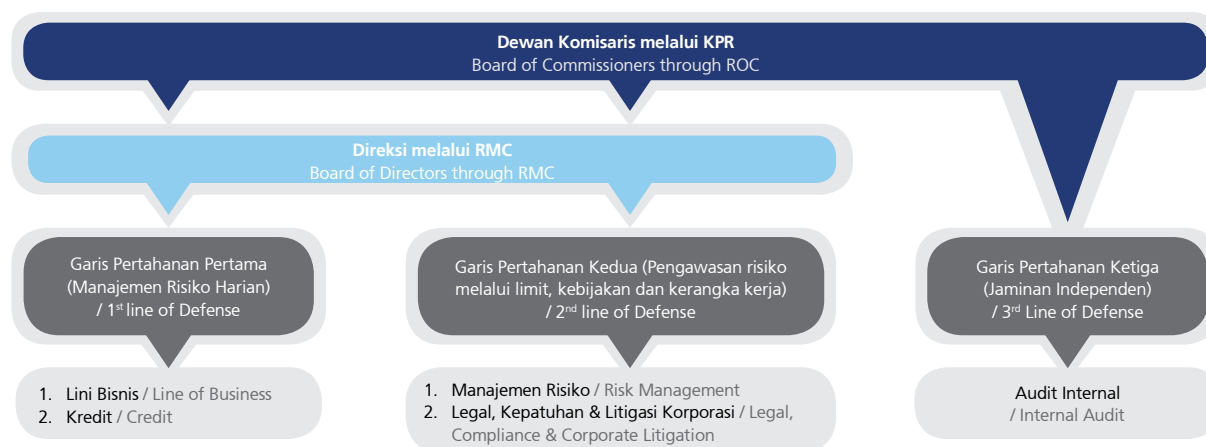 Dewan Komisaris melalui KPR
Board of Commissioners through ROC
Direksi melalui RMC
Board of Directors through RMC
Garis Pertahanan Pertama
(Manajemen Risiko Harian)
/ 1st line of Defense
Garis Pertahanan Kedua (Pengawasan risiko
melalui limit, kebijakan dan kerangka kerja)
/ 2nd line of Defense
Garis Pertahanan Ketiga
(Jaminan Independen)
/ 3rd Line of Defense
1. Lini Bisnis / Line of Business
2. Kredit / Credit
1. Manajemen Risiko / Risk Management
2. Legal, Kepatuhan & Litigasi Korporasi / Legal,
Compliance & Corporate Litigation
Audit Internal
/ Internal Audit